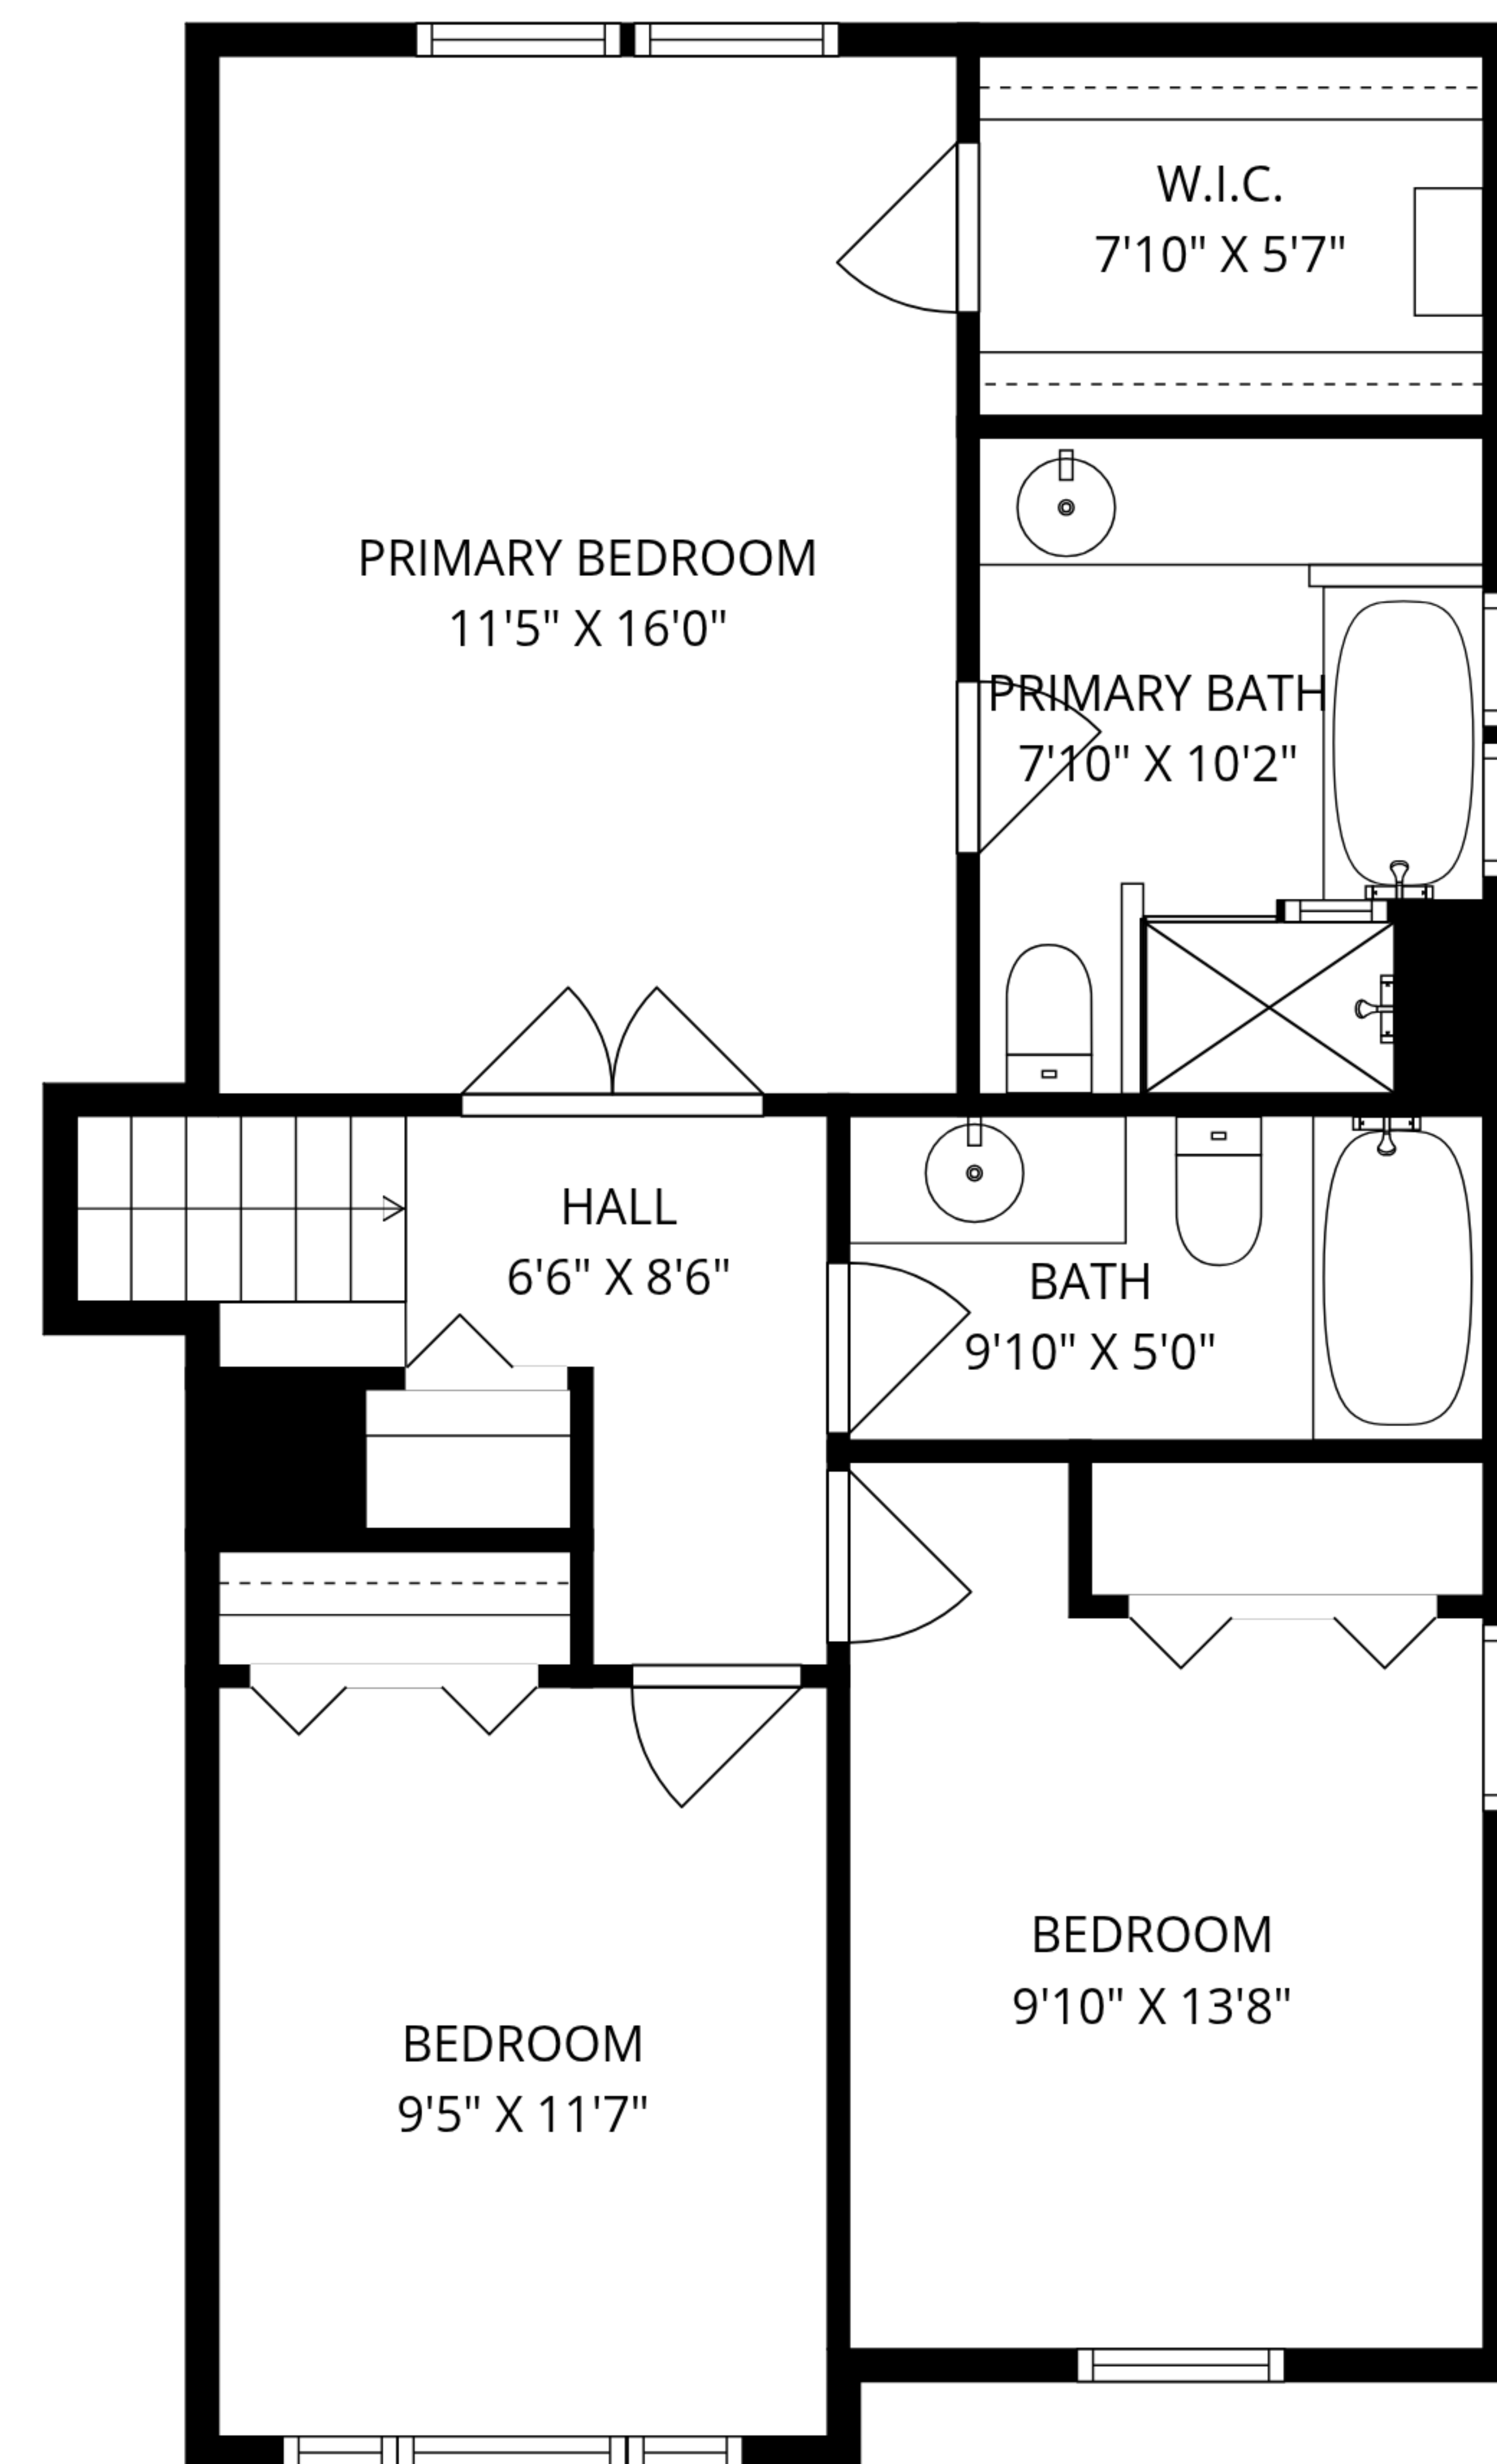 W.I.C.
7'10" X 5'7"
PRIMARY BEDROOM
11'5" X 16'0"
PRIMARY BATH
7'10" X 10'2"
HALL
6'6" X 8'6"
BATH
9'10" X 5'0"
BEDROOM
9'10" X 13'8"
BEDROOM
9'5" X 11'7"